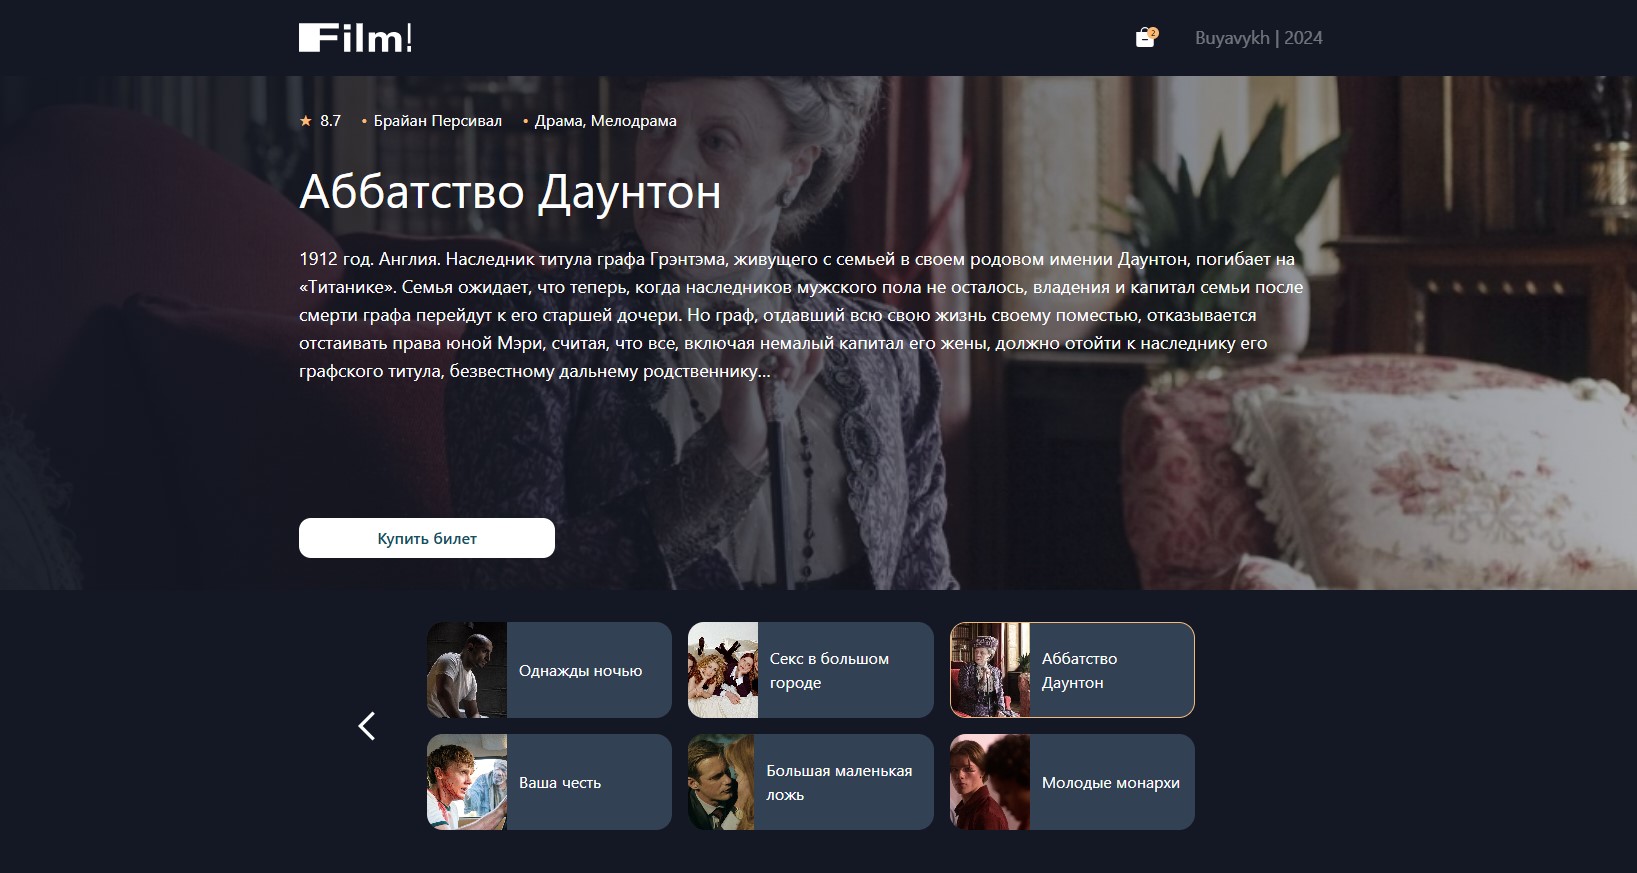 Film!
2
Buyavykh | 2024
★ 8.7 • Брайан Персивал • Драма, Мелодрама
Аббатство Даунтон
1912 год. Англия. Наследник титула графа Грэнтэма, живущего с семьей в своем родовом имении Даунтон, погибает на
«Титанике». Семья ожидает, что теперь, когда наследников мужского пола не осталось, владения и капитал семьи после
смерти графа перейдут к его старшей дочери. Но граф, отдавший всю свою жизнь своему поместью, отказывается
отстаивать права юной Мэри, считая, что все, включая немалый капитал его жены, должно отойти к наследнику его
графского титула, безвестному дальнему родственнику...
Купить билет
Однажды ночью
Секс в большом
городе
Аббатство
Даунтон
Ваша честь
Большая маленькая
ложь
Молодые монархи